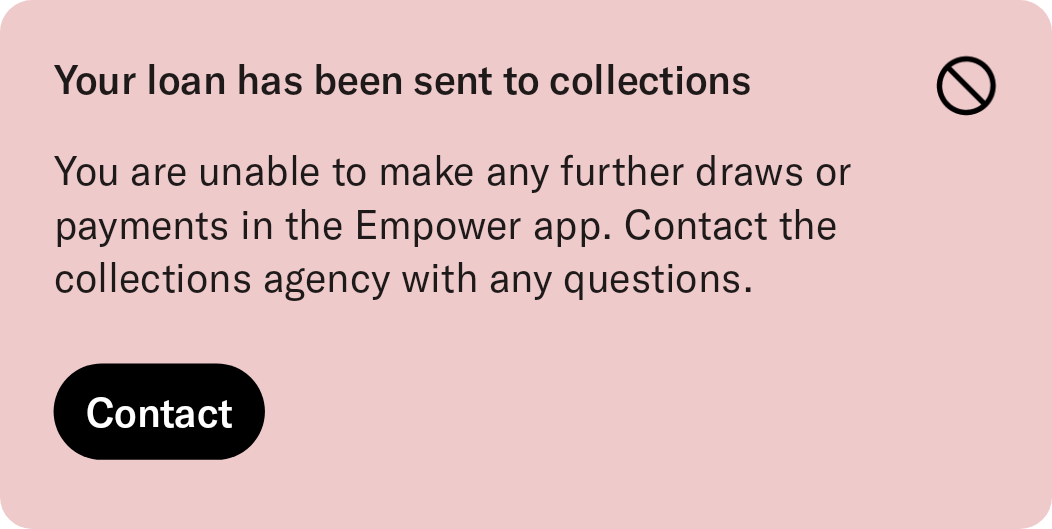 Your loan has been sent to collections
You are unable to make any further draws or
payments in the Empower app. Contact the
collections agency with any questions.
Contact